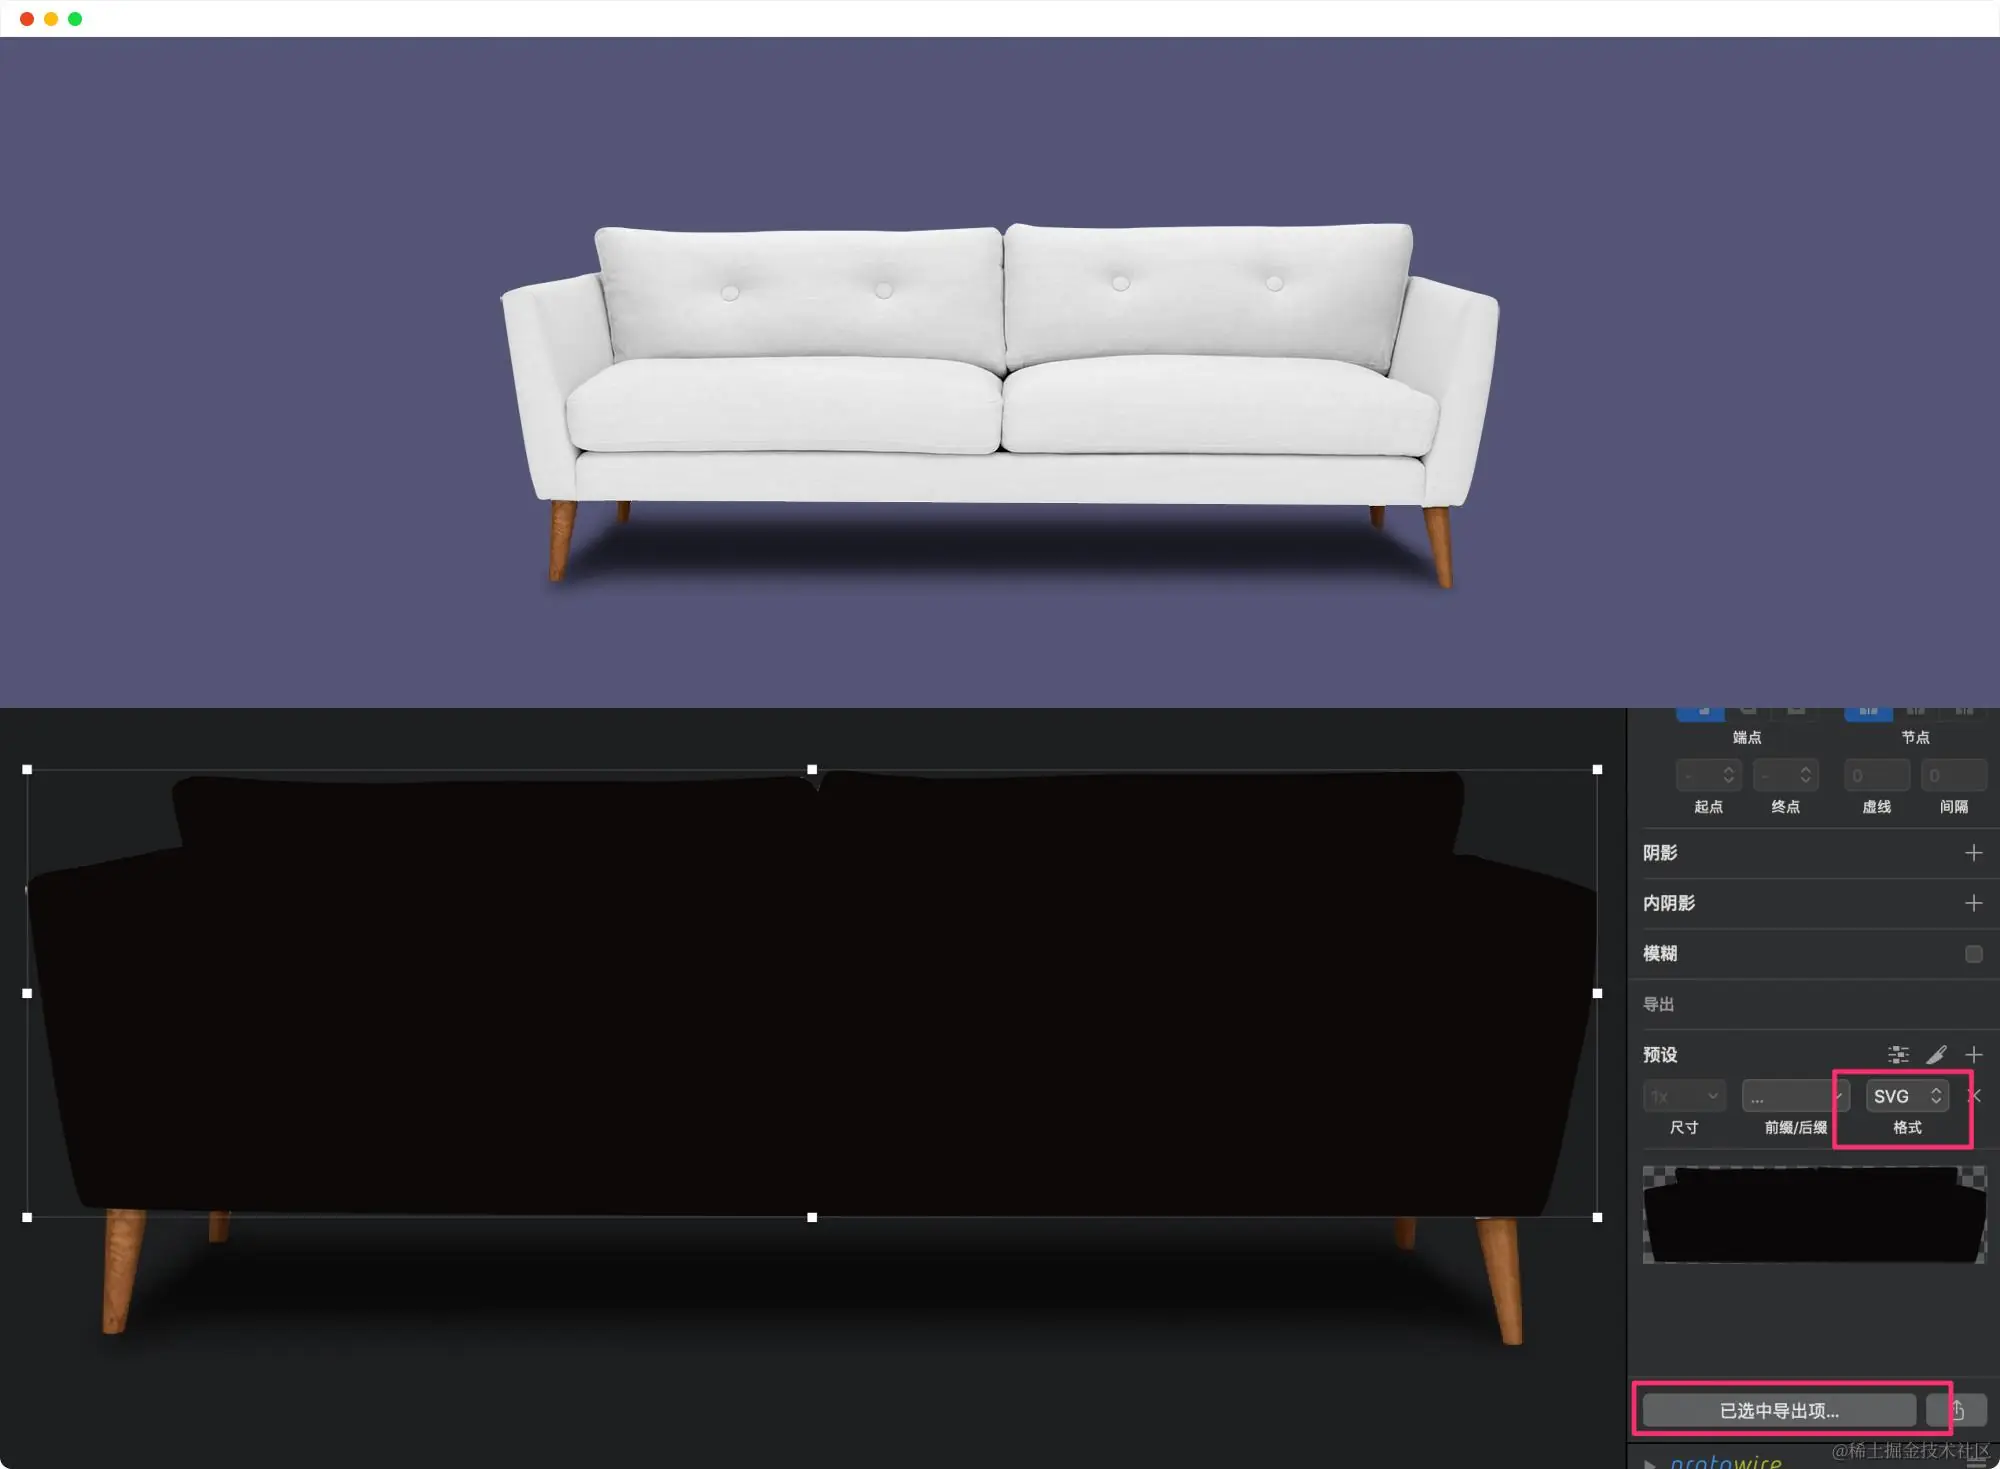 端点 节点
- - 0 0
起点 终点 虚线 间隔
阴影
内阴影
模糊
导出
预设
1x ... SVG
尺寸 前缀/后缀 格式
已选中导出项...
@稀土掘金技术社区
protowire